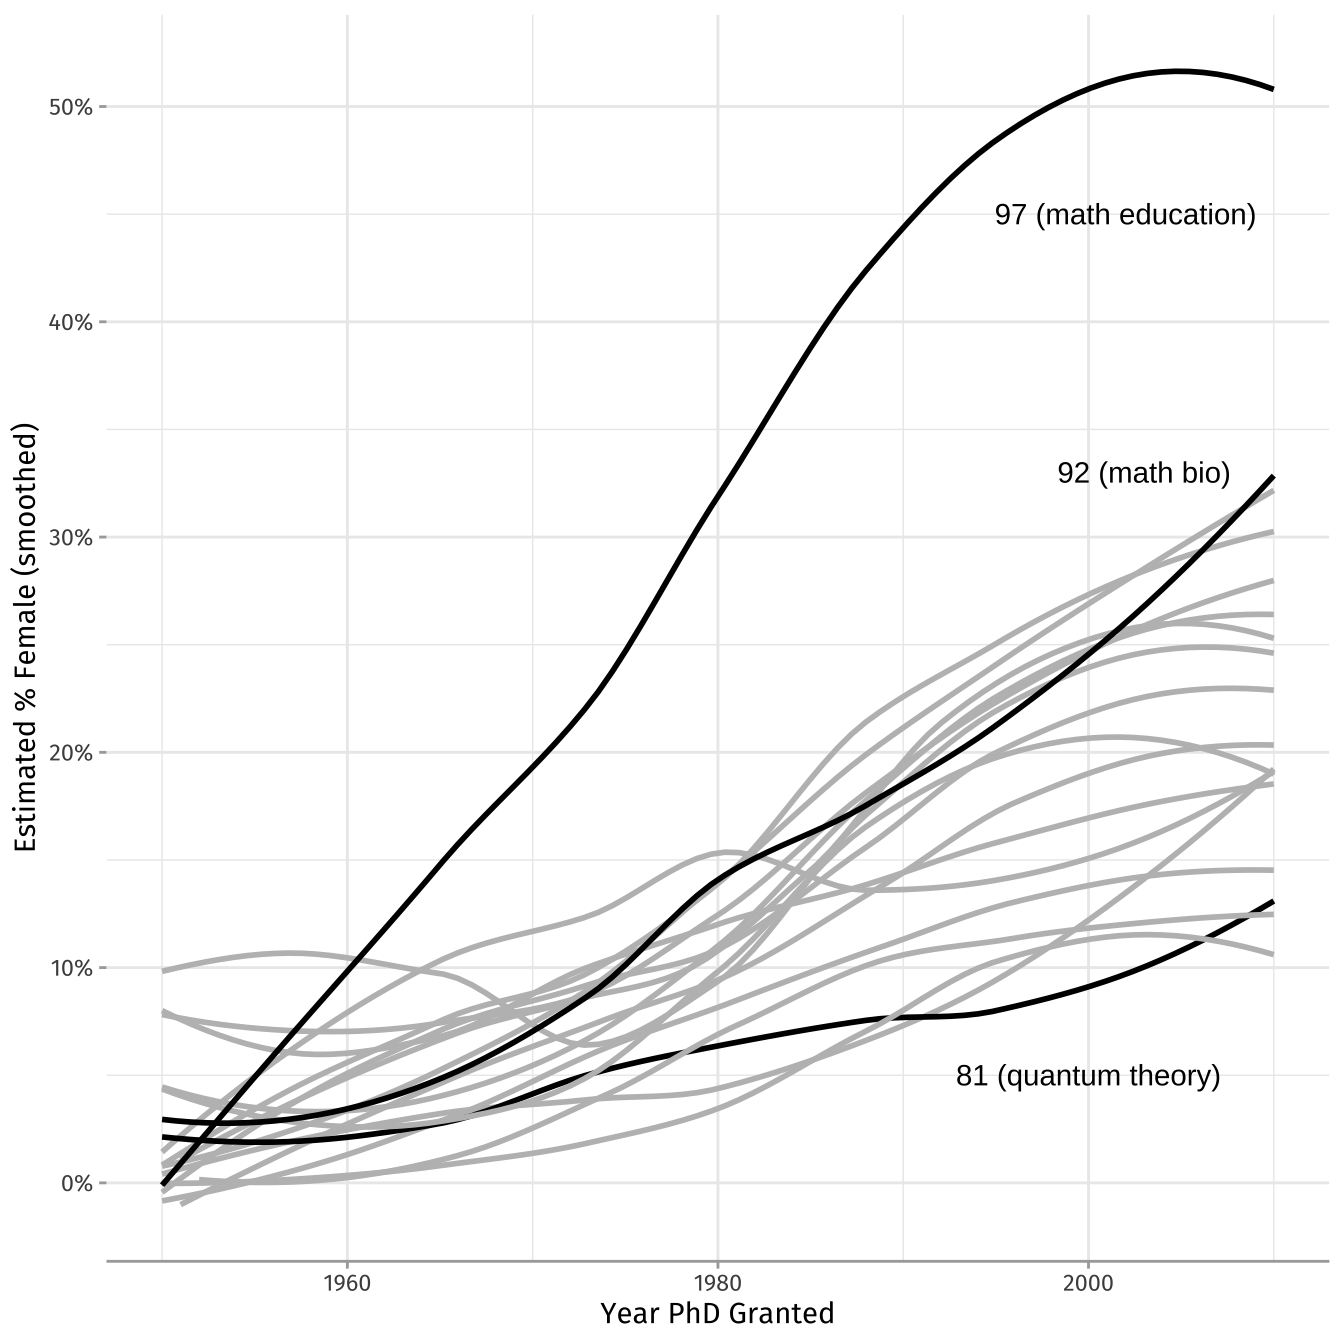 50%
97 (math education)
40%
92 (math bio)
30%
20%
10%
81 (quantum theory)
0%
Estimated % Female (smoothed)
1960
1980
2000
Year PhD Granted